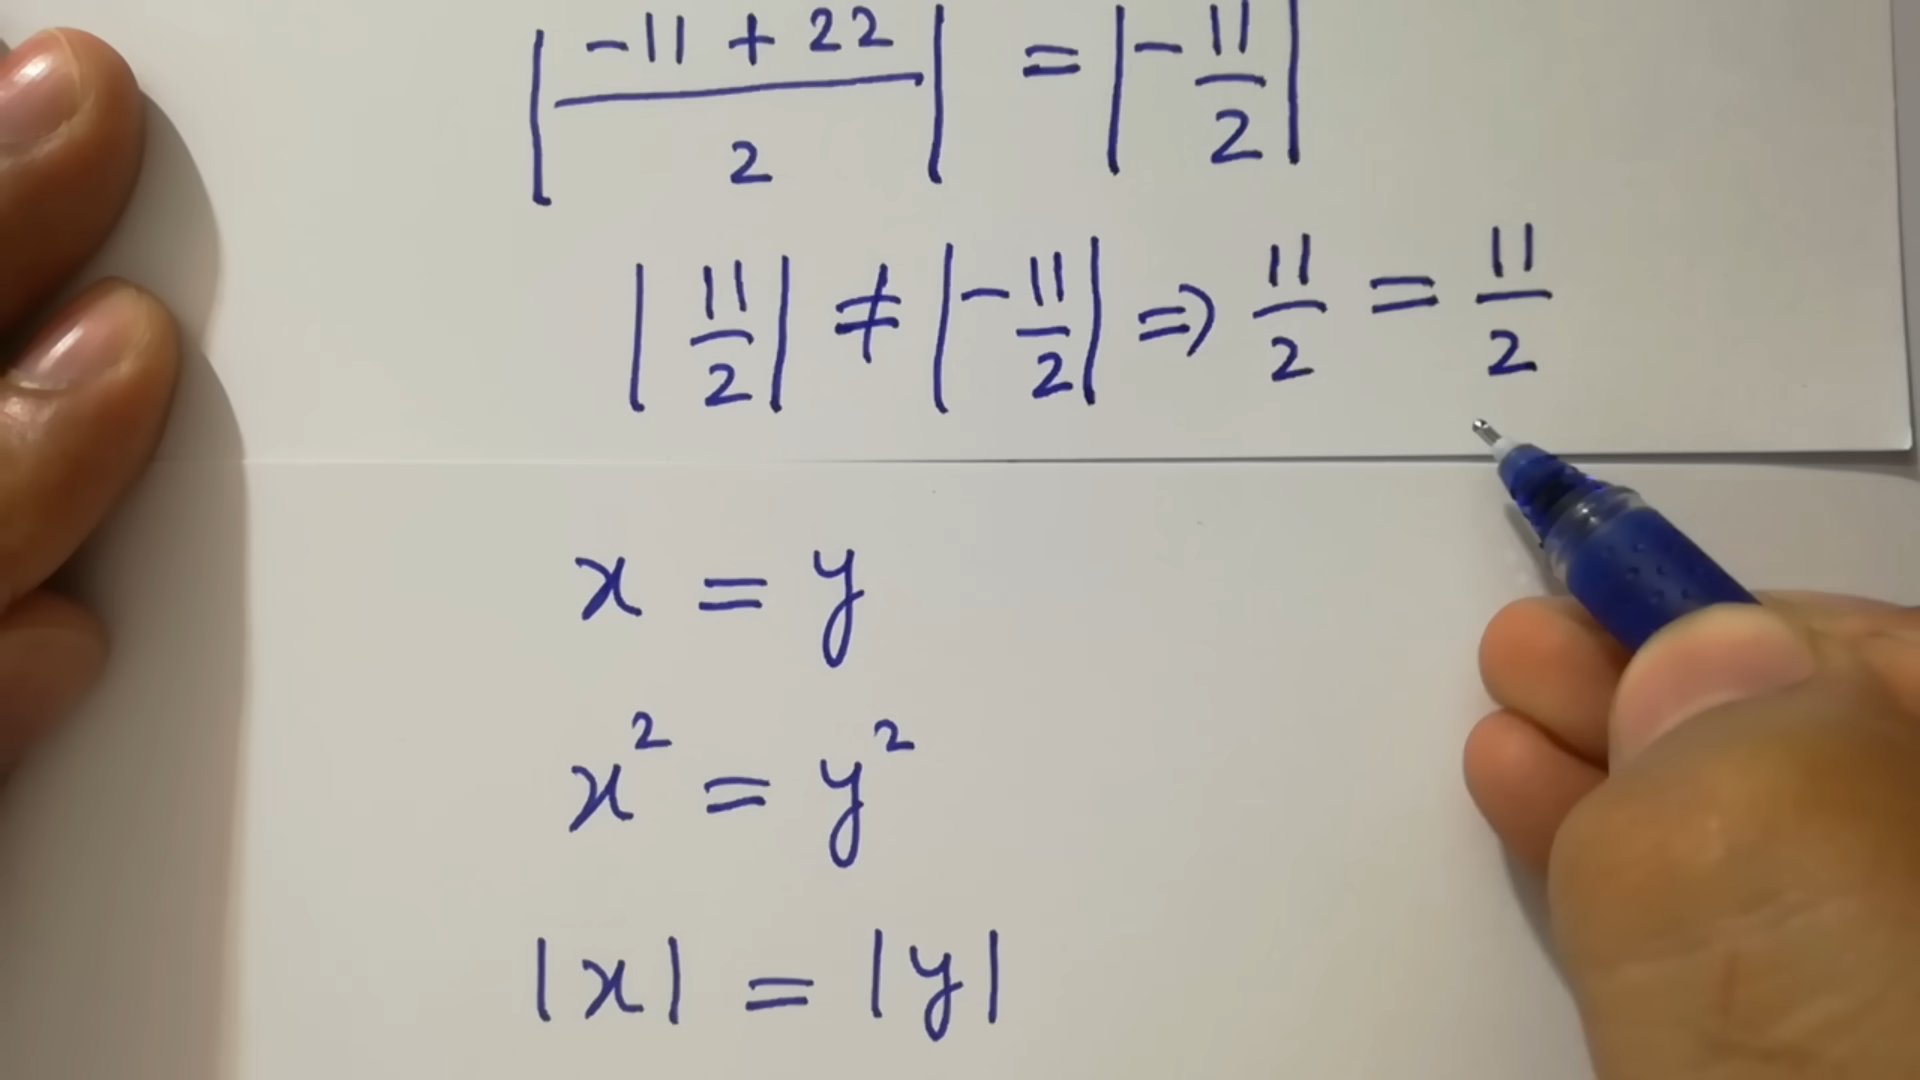 |(-11 + 22)/2| = |-11/2|
|11/2| ≠ |-11/2| ⇒ 11/2 = 11/2
x = y
x² = y²
|x| = |y|